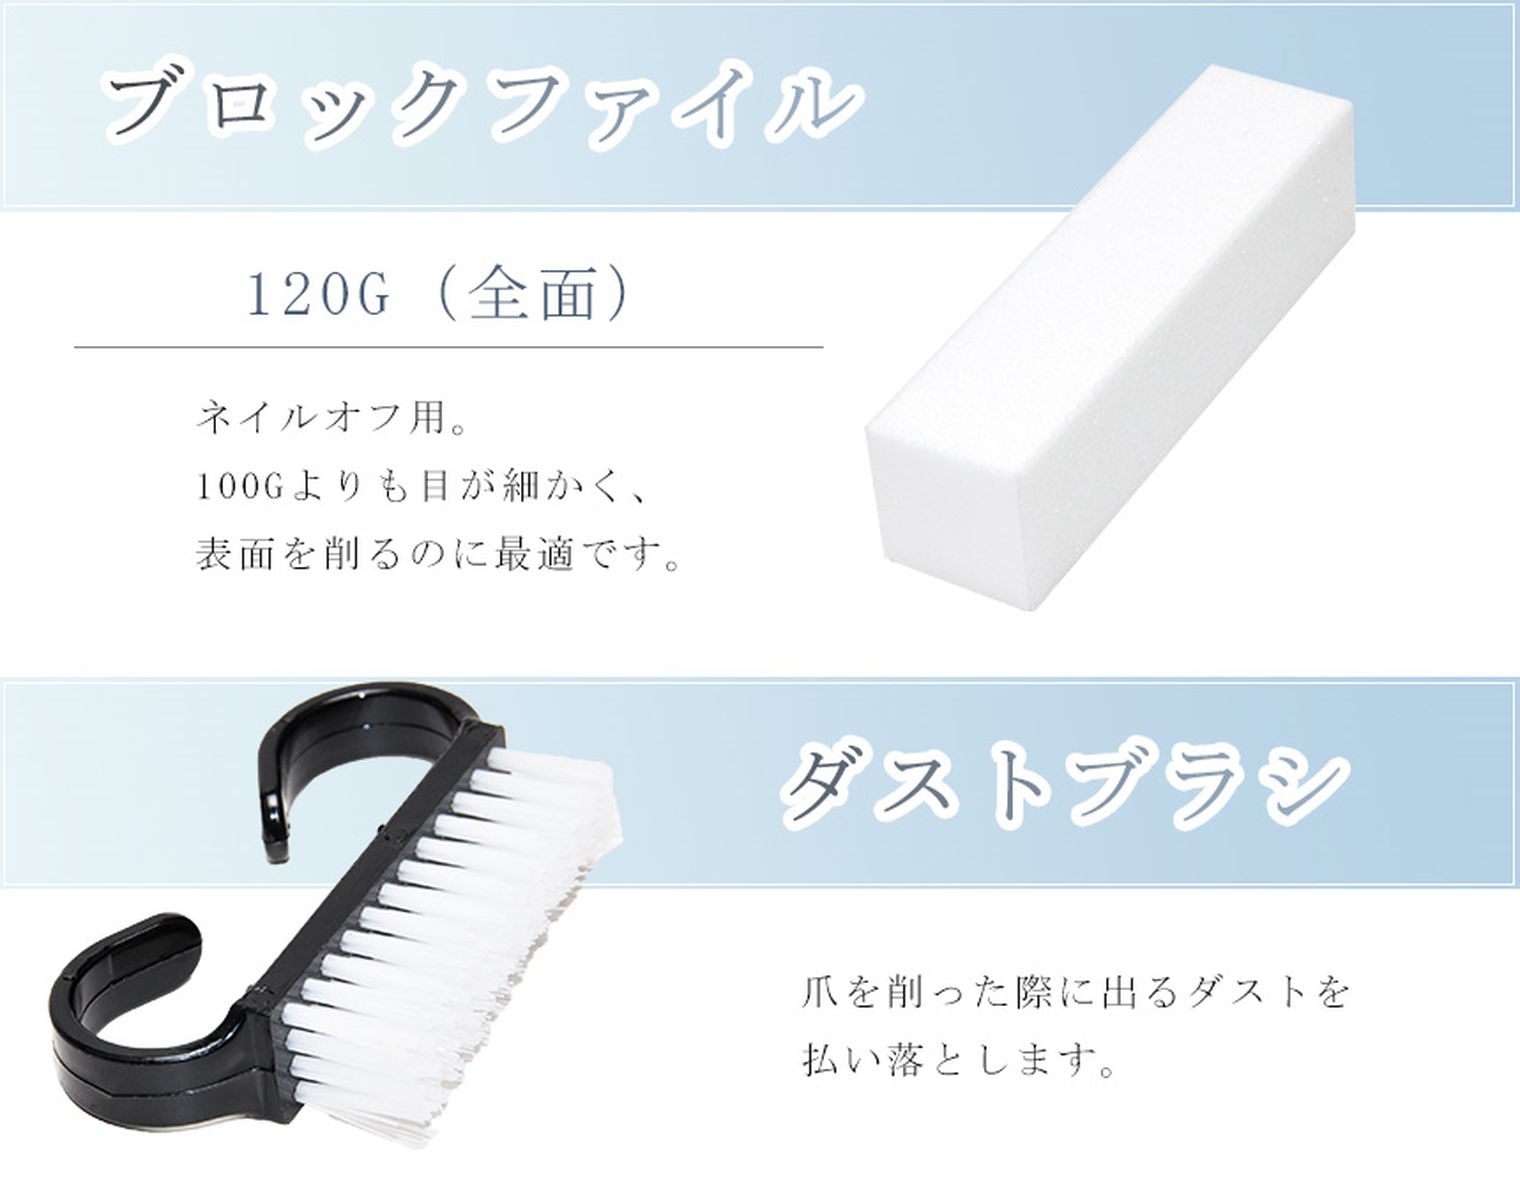 ブロックファイル
120G（全面）
ネイルオフ用。
100Gよりも目が細かく、
表面を削るのに最適です。
ダストブラシ
爪を削った際に出るダストを
払い落とします。